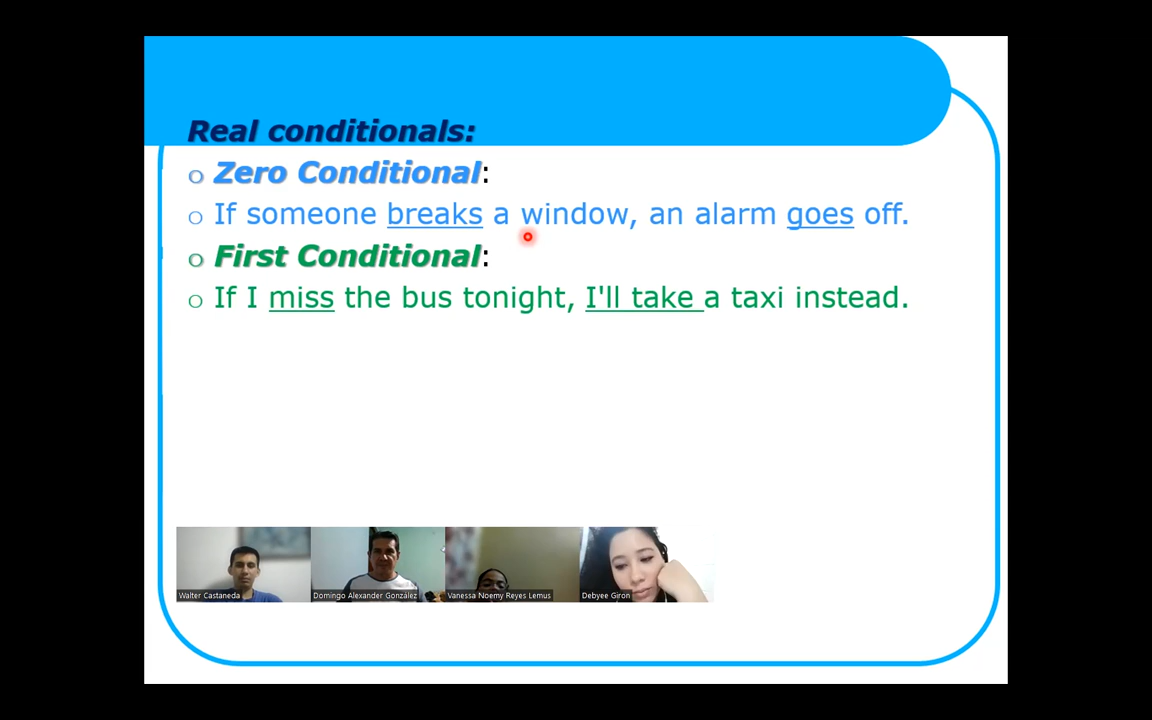 Real conditionals:
o Zero Conditional:
o If someone breaks a window, an alarm goes off.
o First Conditional:
o If I miss the bus tonight, I'll take a taxi instead.
Walter Castaneda
Domingo Alexander González
Vanessa Noemy Reyes Lemus
Debyee Giron